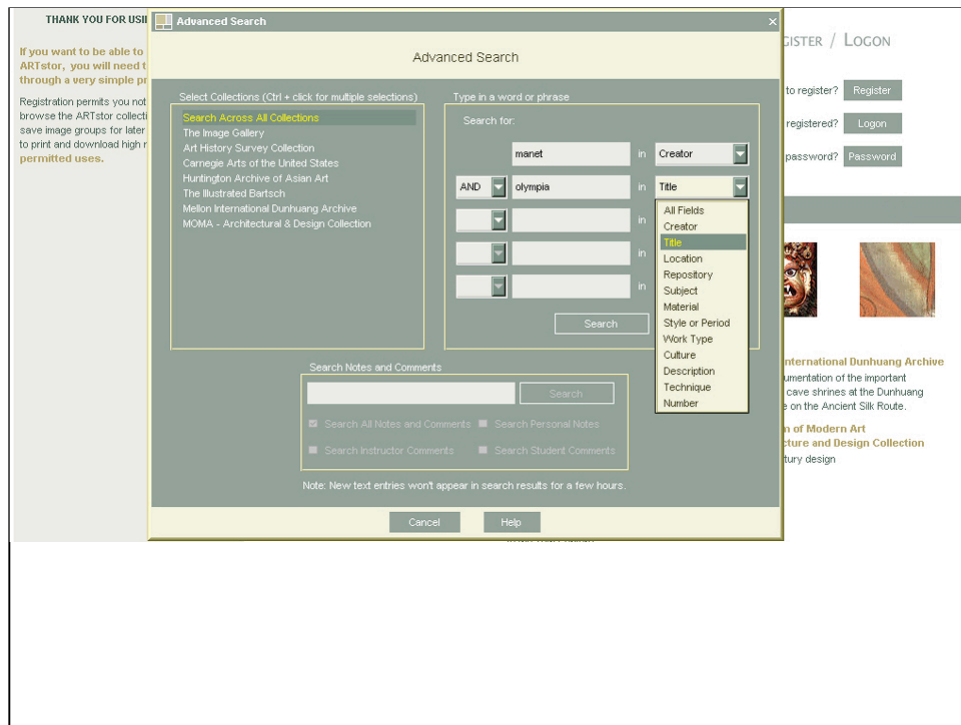 THANK YOU FOR USI
If you want to be able to
ARTstor, you will need t
through a very simple pr
Registration permits you not
browse the ARTstor collecti
save image groups for later
to print and download high r
permitted uses.
Advanced Search
Advanced Search
Select Collections (Ctrl + click for multiple selections)
Search Across All Collections
The Image Gallery
Art History Survey Collection
Carnegie Arts of the United States
Huntington Archive of Asian Art
The Illustrated Bartsch
Mellon International Dunhuang Archive
MOMA - Architectural & Design Collection
Type in a word or phrase
Search for:
manet in Creator
AND olympia in Title
in
in
in
All Fields
Creator
Title
Location
Repository
Subject
Material
Style or Period
Work Type
Culture
Description
Technique
Number
Search
Search Notes and Comments
Search
Search All Notes and Comments Search Personal Notes
Search Instructor Comments Search Student Comments
Note: New text entries won't appear in search results for a few hours.
Cancel Help
GISTER / LOGON
to register? Register
registered? Logon
password? Password
International Dunhuang Archive
umentation of the important
cave shrines at the Dunhuang
e on the Ancient Silk Route.
m of Modern Art
cture and Design Collection
tury design